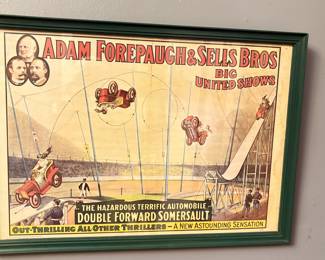 ADAM FOREPAUGH & SELLS BROS
BIG
UNITED SHOWS
THE HAZARDOUS TERRIFIC AUTOMOBILE
DOUBLE FORWARD SOMERSAULT
OUT-THRILLING ALL OTHER THRILLERS - A NEW ASTOUNDING SENSATION